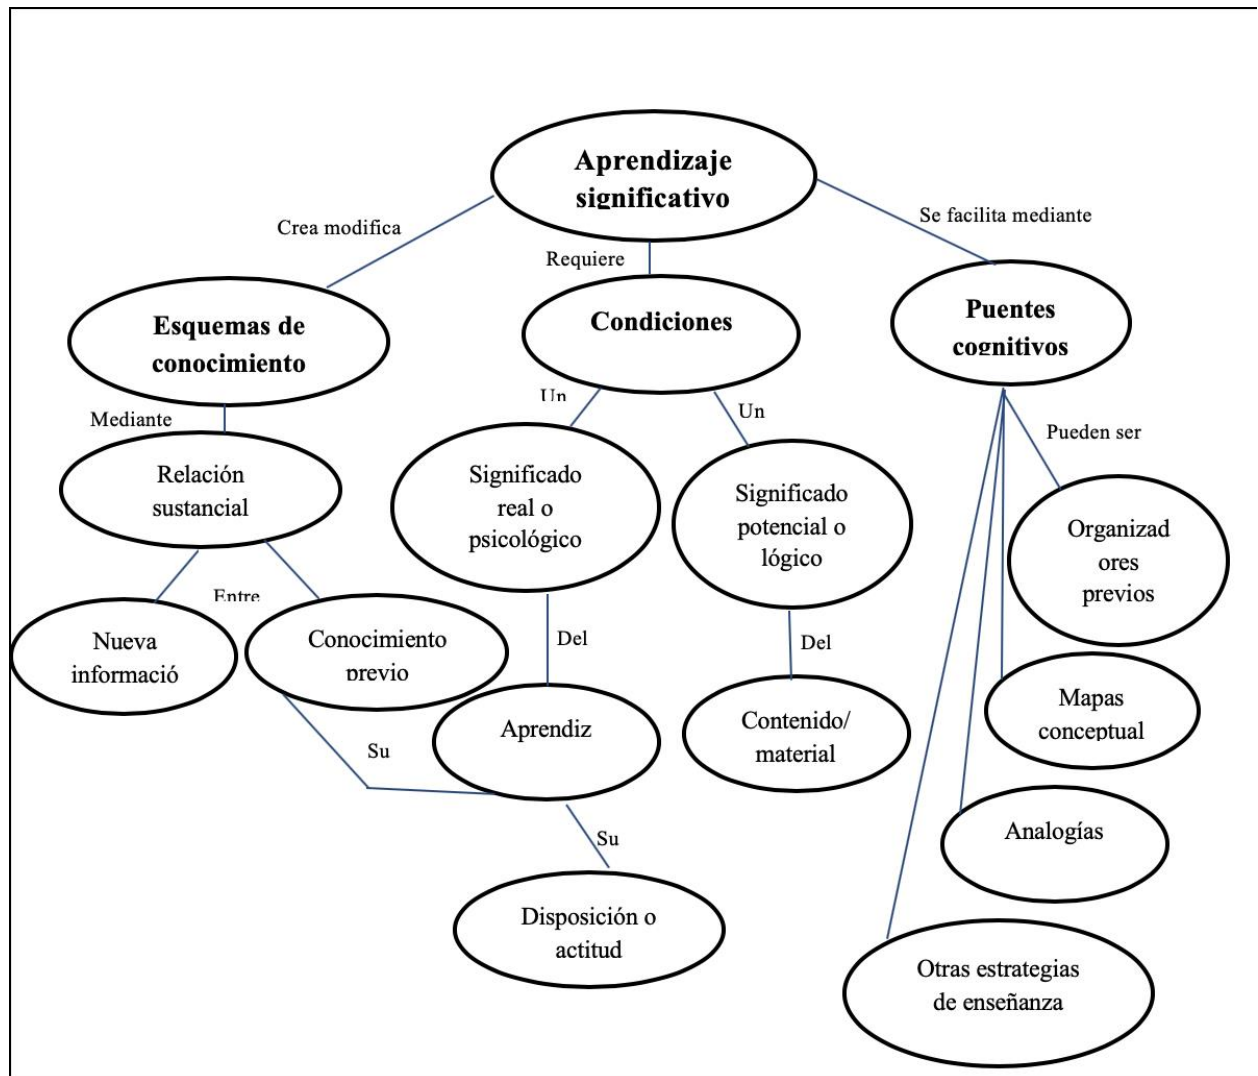 Aprendizaje
significativo
Crea modifica
Requiere
Se facilita mediante
Esquemas de
conocimiento
Condiciones
Puentes
cognitivos
Mediante
Un
Un
Pueden ser
Relación
sustancial
Significado
real o
psicológico
Significado
potencial o
lógico
Organizad
ores
previos
Entre
Nueva
informació
Conocimiento
previo
Del
Del
Mapas
conceptual
Su
Aprendiz
Contenido/
material
Analogías
Su
Disposición o
actitud
Otras estrategias
de enseñanza